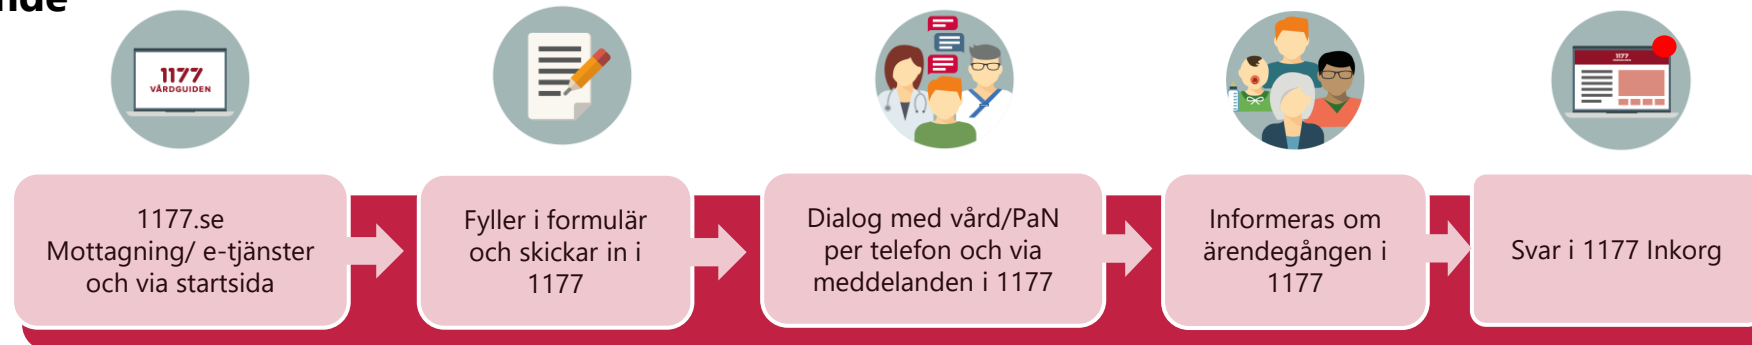 1177
VÅRDGUIDEN
1177
1177.se
Mottagning/ e-tjänster
och via startsida
Fyller i formulär
och skickar in i
1177
Dialog med vård/PaN
per telefon och via
meddelanden i 1177
Informeras om
ärendegången i
1177
Svar i 1177 Inkorg